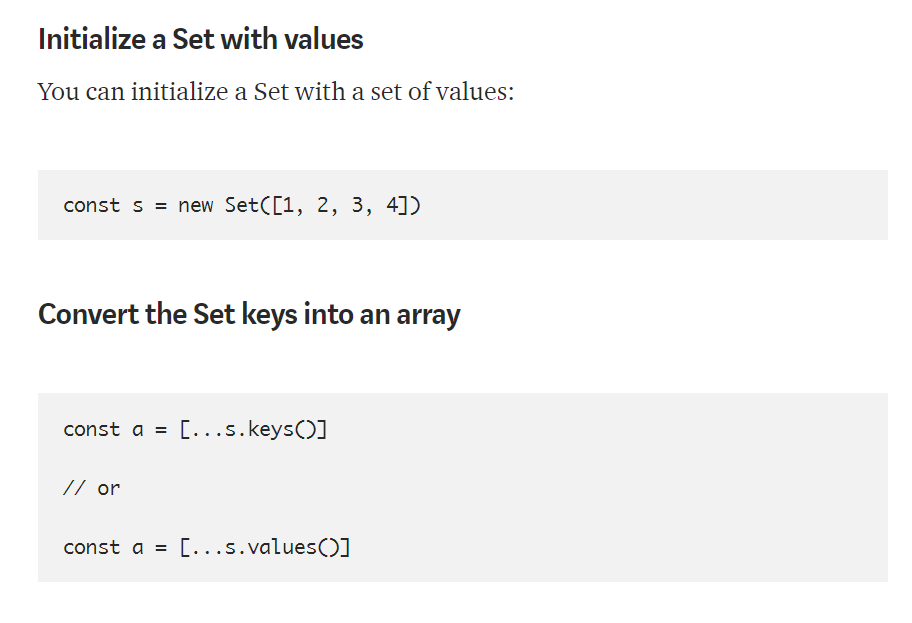 Initialize a Set with values
You can initialize a Set with a set of values:
const s = new Set([1, 2, 3, 4])
Convert the Set keys into an array
const a = [...s.keys()]
// or
const a = [...s.values()]